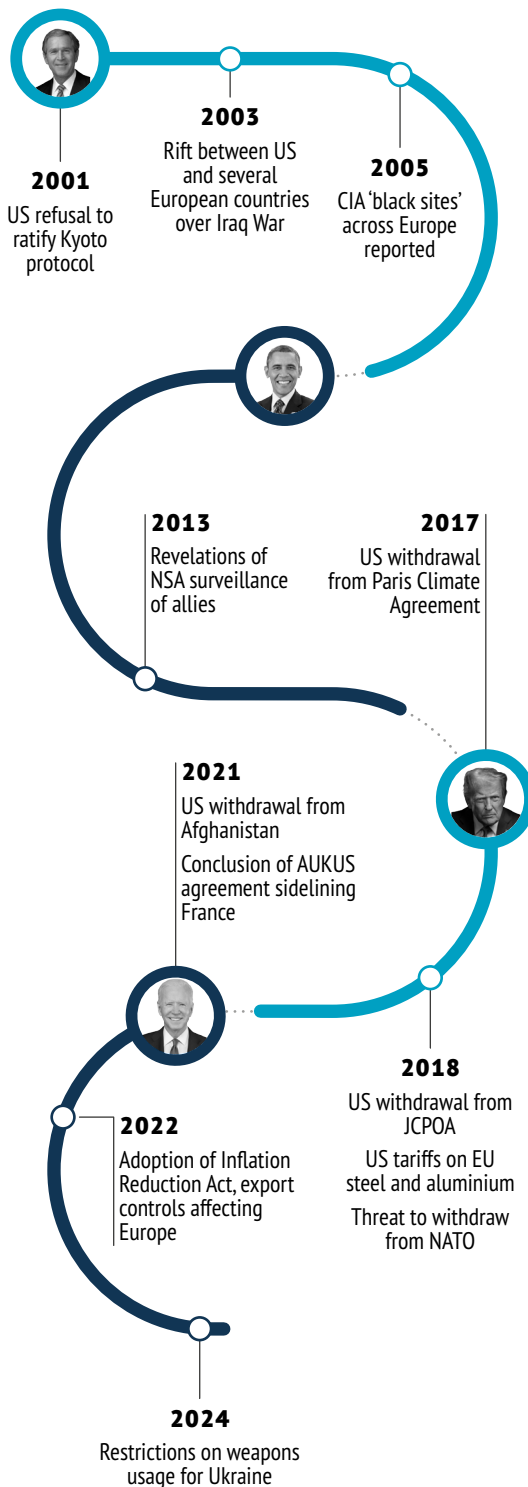 2001
US refusal to
ratify Kyoto
protocol
2003
Rift between US
and several
European countries
over Iraq War
2005
CIA ‘black sites’
across Europe
reported
2013
Revelations of
NSA surveillance
of allies
2017
US withdrawal
from Paris Climate
Agreement
2021
US withdrawal from
Afghanistan
Conclusion of AUKUS
agreement sidelining
France
2018
US withdrawal from
JCPOA
US tariffs on EU
steel and aluminium
Threat to withdraw
from NATO
2022
Adoption of Inflation
Reduction Act, export
controls affecting
Europe
2024
Restrictions on weapons
usage for Ukraine